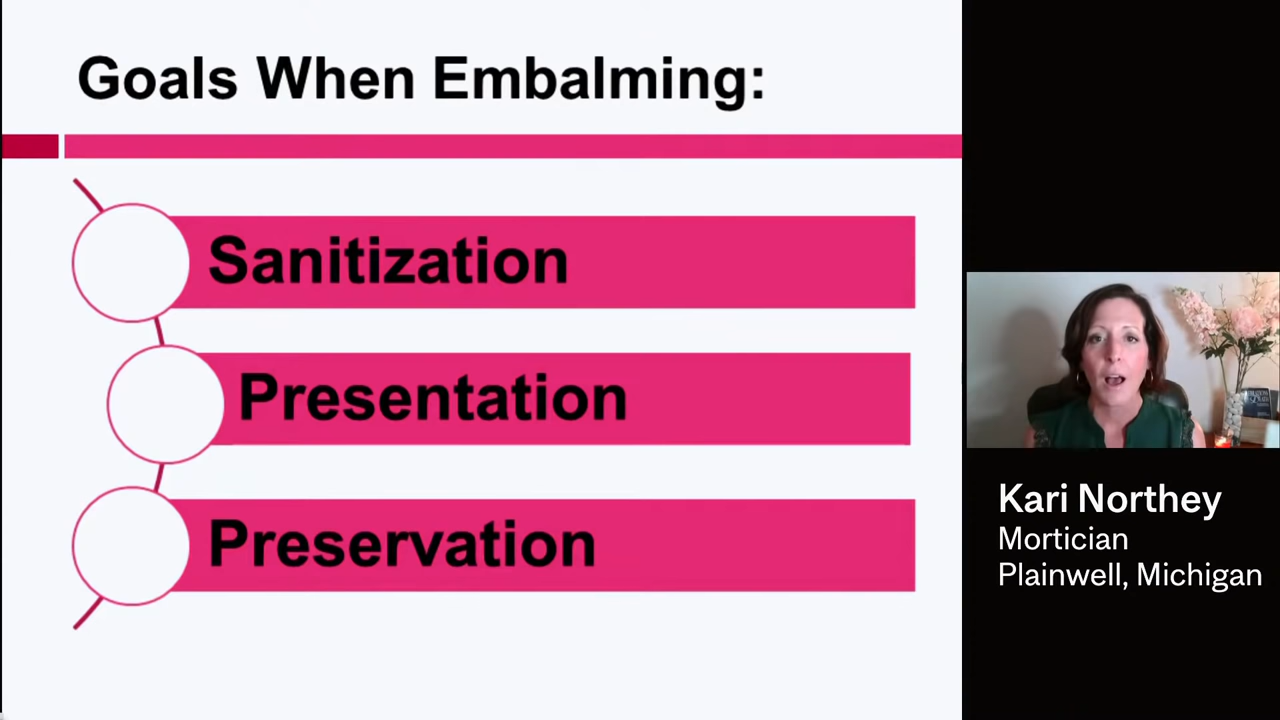 Goals When Embalming:
Sanitization
Presentation
Preservation
Kari Northey
Mortician
Plainwell, Michigan